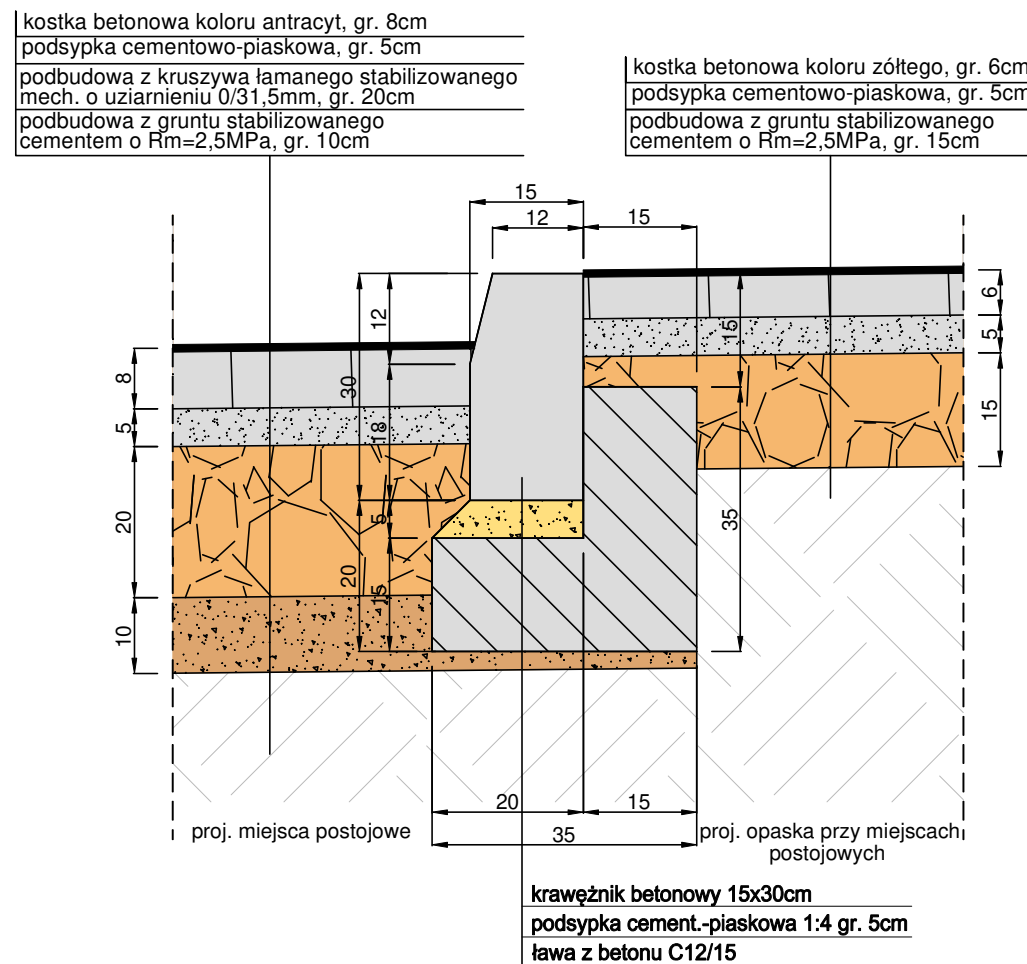 kostka betonowa koloru antracyt, gr. 8cm
podsypka cementowo-piaskowa, gr. 5cm
podbudowa z kruszywa łamanego stabilizowanego
mech. o uziarnieniu 0/31,5mm, gr. 20cm
podbudowa z gruntu stabilizowanego
cementem o Rm=2,5MPa, gr. 10cm
kostka betonowa koloru zółtego, gr. 6cm
podsypka cementowo-piaskowa, gr. 5cm
podbudowa z gruntu stabilizowanego
cementem o Rm=2,5MPa, gr. 15cm
15
12
15
12
30
18
5
20
15
15
35
8
5
20
10
6
5
15
20
15
35
proj. miejsca postojowe
proj. opaska przy miejscach
postojowych
krawężnik betonowy 15x30cm
podsypka cement.-piaskowa 1:4 gr. 5cm
ława z betonu C12/15